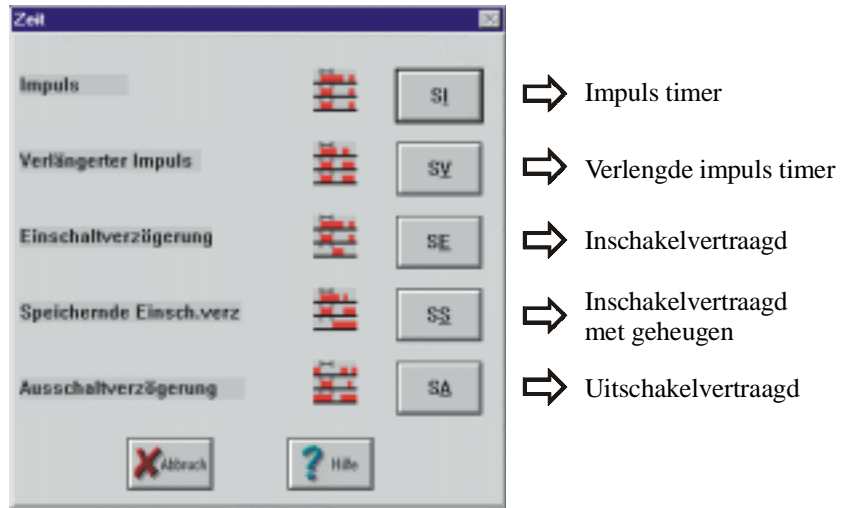 Zeit
Impuls SI Impuls timer
Verlängerter Impuls SV Verlengde impuls timer
Einschaltverzögerung SE Inschakelvertraagd
Speichernde Einsch.verz SS Inschakelvertraagd
met geheugen
Ausschaltverzögerung SA Uitschakelvertraagd
Abbruch ? Hilfe